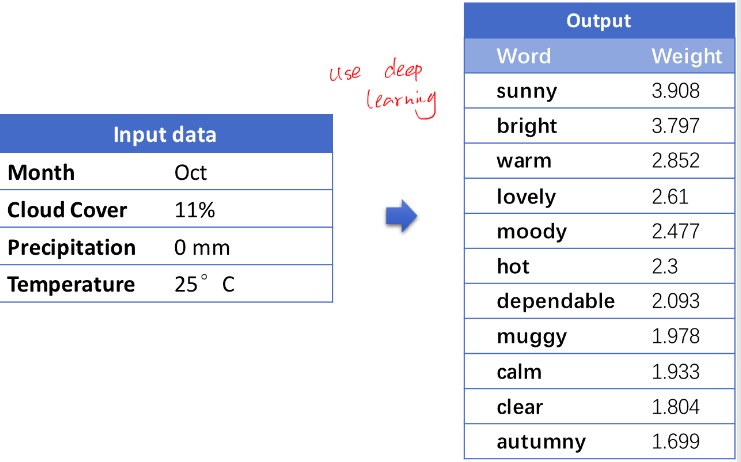 use deep
learning
Input data
Month Oct
Cloud Cover 11%
Precipitation 0 mm
Temperature 25° C
Output
Word Weight
sunny 3.908
bright 3.797
warm 2.852
lovely 2.61
moody 2.477
hot 2.3
dependable 2.093
muggy 1.978
calm 1.933
clear 1.804
autumny 1.699